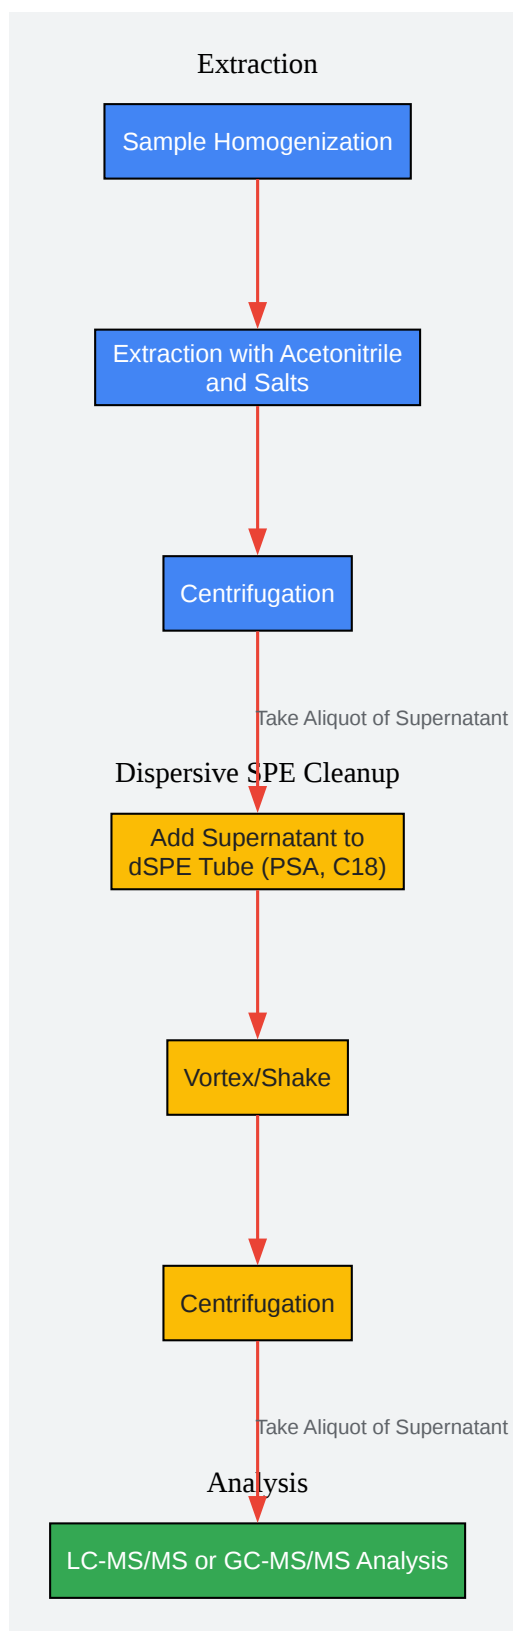 Extraction
Sample Homogenization
Extraction with Acetonitrile
and Salts
Centrifugation
Take Aliquot of Supernatant
Dispersive SPE Cleanup
Add Supernatant to
dSPE Tube (PSA, C18)
Vortex/Shake
Centrifugation
Take Aliquot of Supernatant
Analysis
LC-MS/MS or GC-MS/MS Analysis